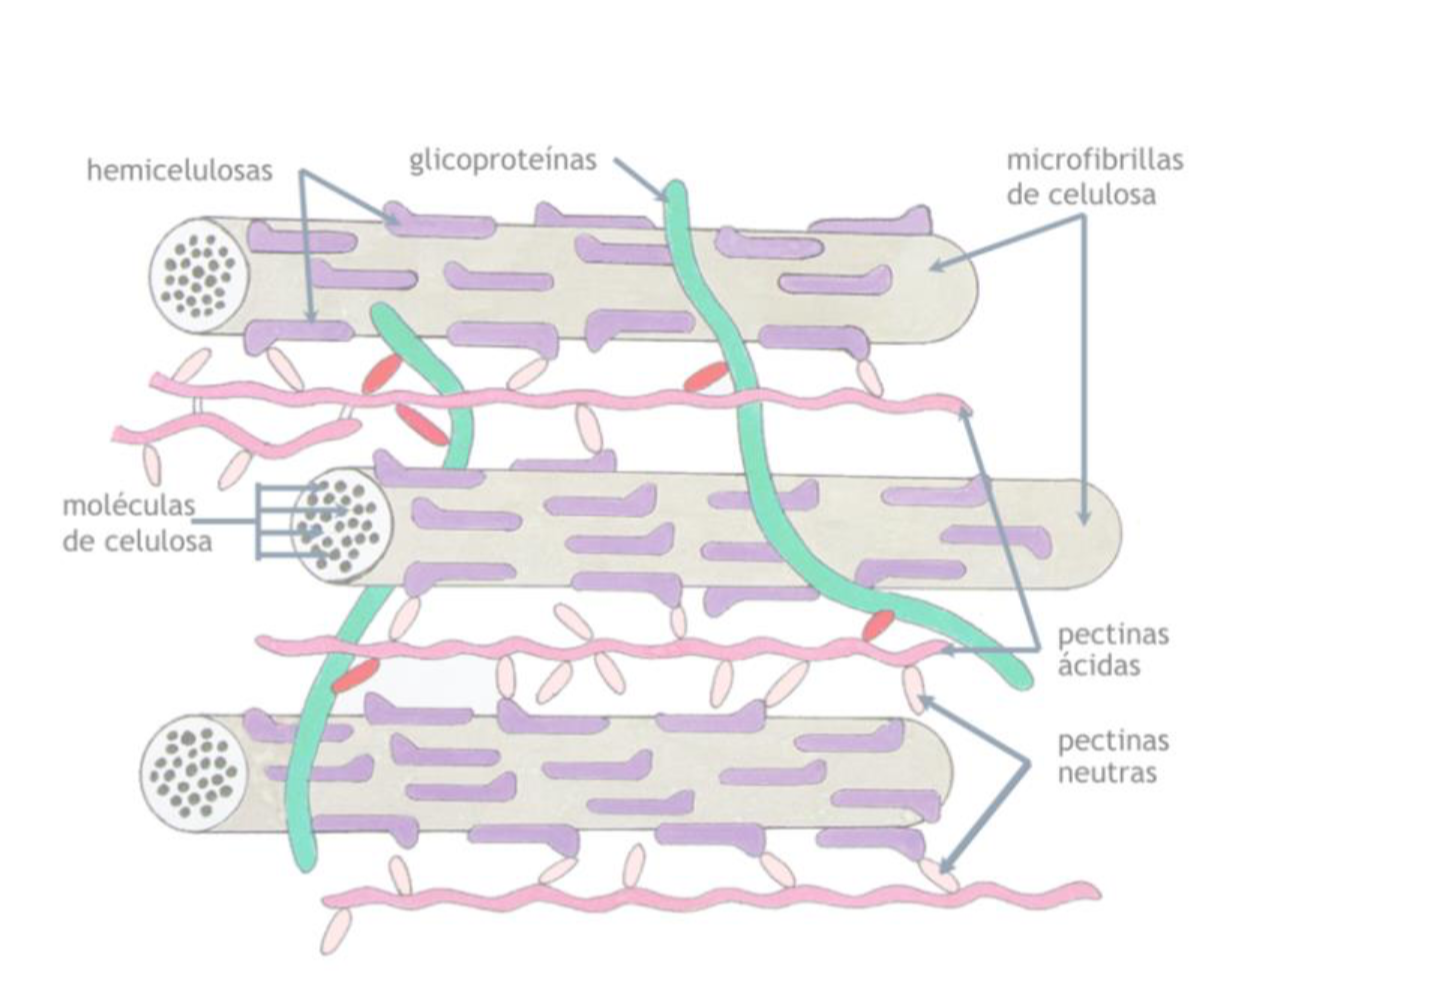 hemicelulosas
glicoproteínas
microfibrillas
de celulosa
moléculas
de celulosa
pectinas
ácidas
pectinas
neutras